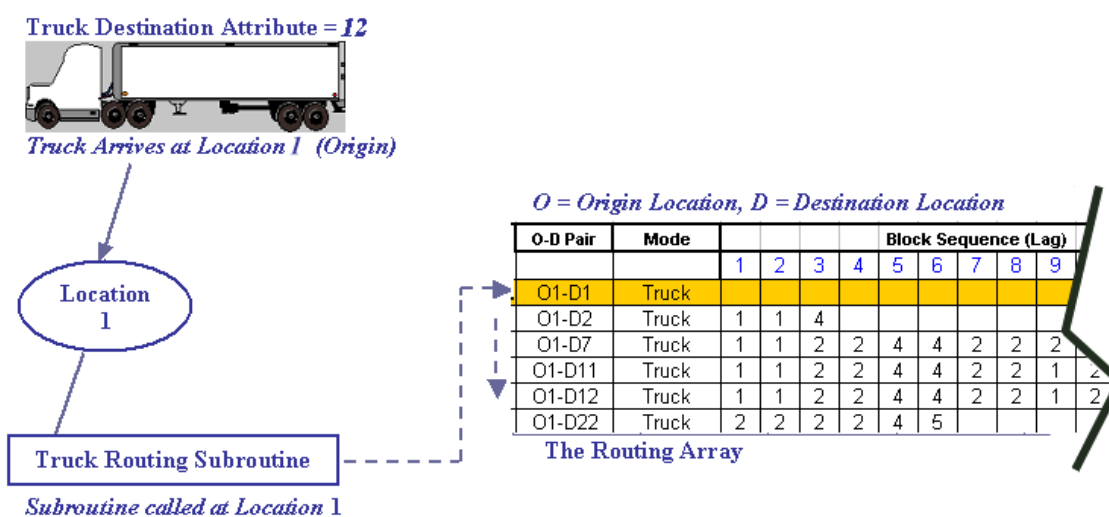 Truck Destination Attribute = 12
Truck Arrives at Location 1 (Origin)
Location
1
Truck Routing Subroutine
Subroutine called at Location 1
O = Origin Location, D = Destination Location
O-D Pair Mode Block Sequence (Lag)
1 2 3 4 5 6 7 8 9
O1-D1 Truck
O1-D2 Truck 1 1 4
O1-D7 Truck 1 1 2 2 4 4 2 2 2
O1-D11 Truck 1 1 2 2 4 4 2 2 1 2
O1-D12 Truck 1 1 2 2 4 4 2 2 1 2
O1-D22 Truck 2 2 2 2 4 5
The Routing Array